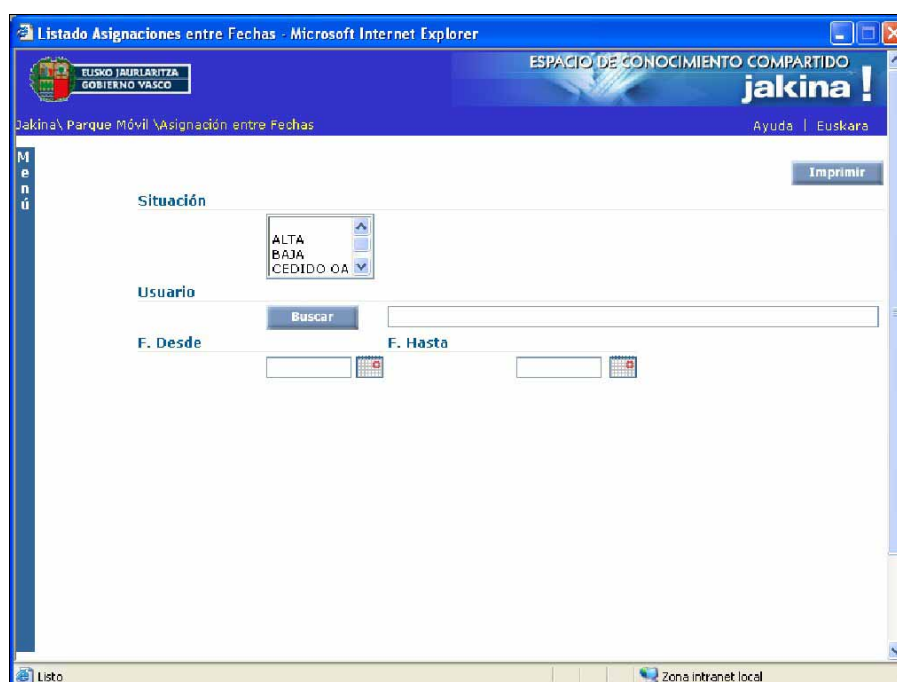 Listado Asignaciones entre Fechas - Microsoft Internet Explorer
EUSKO JAURLARITZA
GOBIERNO VASCO
ESPACIO DE CONOCIMIENTO COMPARTIDO
jakina!
Jakina\ Parque Móvil \Asignación entre Fechas
Ayuda | Euskara
Menú
Imprimir
Situación
ALTA
BAJA
CEDIDO OA
Usuario
Buscar
F. Desde
F. Hasta
Listo
Zona intranet local